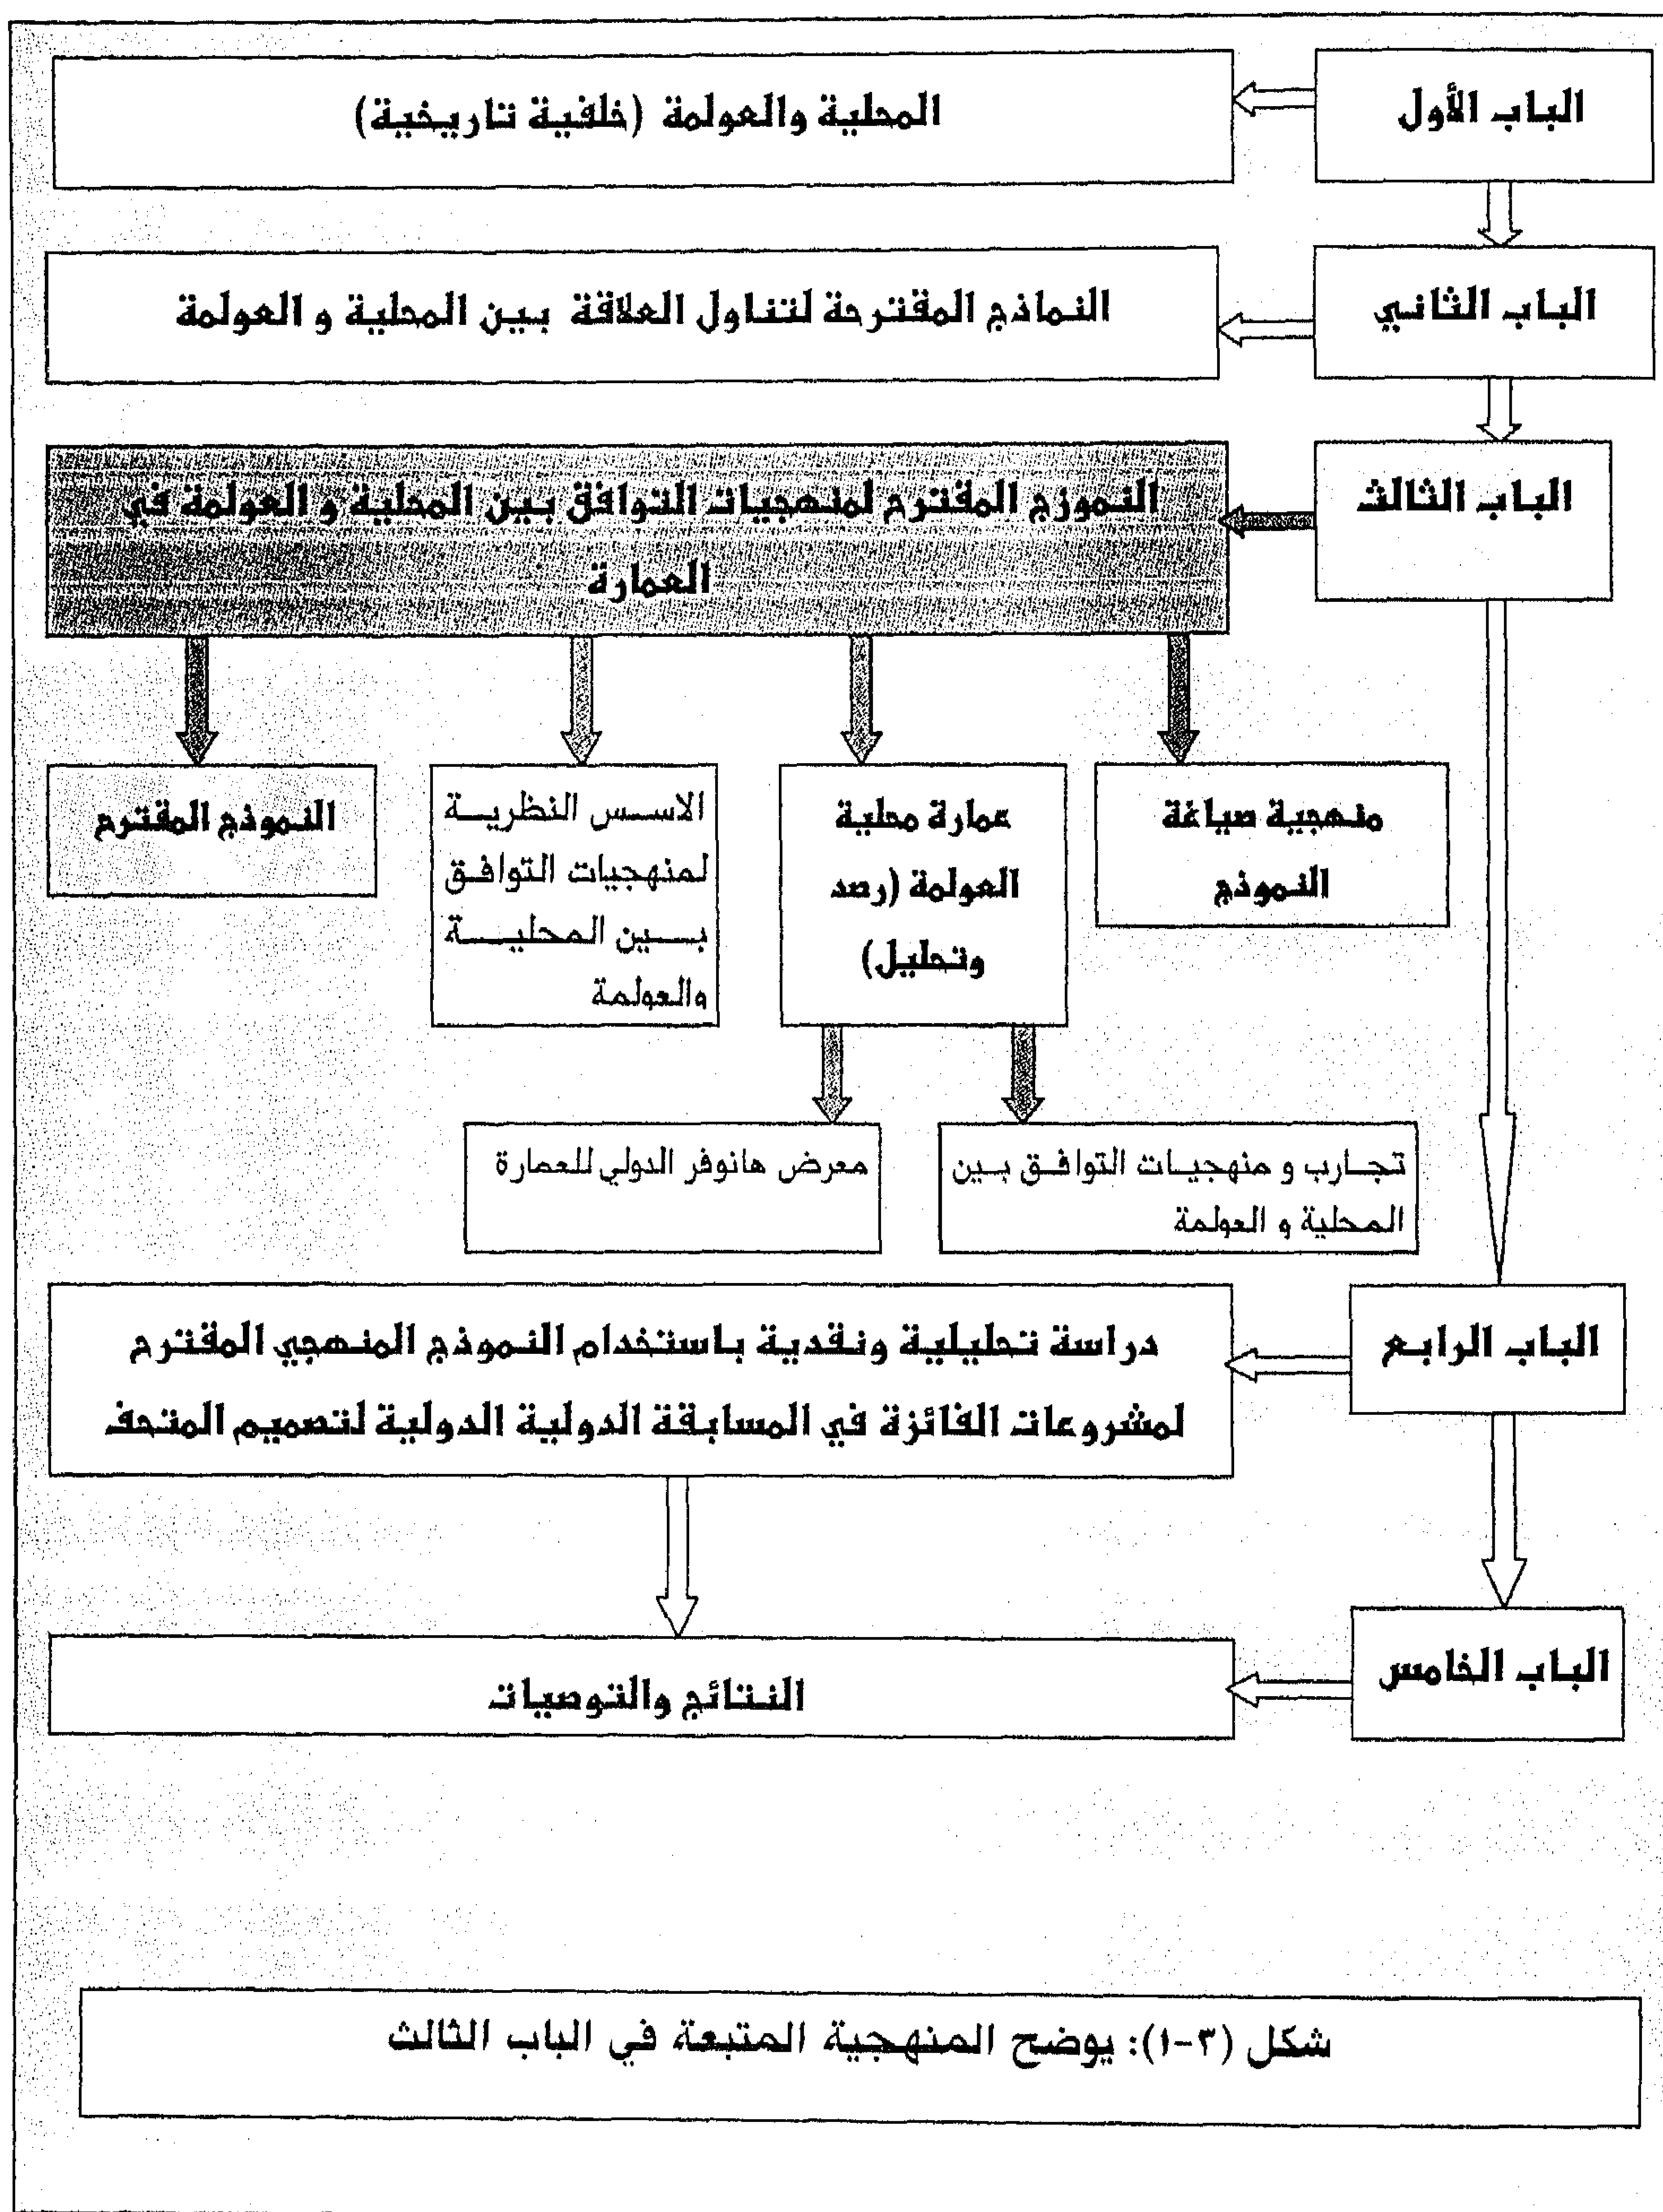 الباب الأول
المحلية والعولمة (خلفية تاريخية)
الباب الثاني
النماذج المقترحة لتناول العلاقة بين المحلية و العولمة
الباب الثالث
النموزج المقترح لمنهجيات التوافق بين المحلية و العولمة في
العمارة
منهجية صياغة
النموذج
عمارة محلية
العولمة (رصد
وتحليل)
الاسس النظرية
لمنهجيات التوافق
بين المحلية
والعولمة
النموذج المقترح
تجارب و منهجيات التوافق بين
المحلية و العولمة
معرض هانوفر الدولي للعمارة
الباب الرابع
دراسة تحليلية ونقدية باستخدام النموذج المنهجي المقترح
لمشروعات الفائزة في المسابقة الدولية الدولية لتصميم المتحف
الباب الخامس
النتائج والتوصيات
شكل (٣-١): يوضح المنهجية المتبعة في الباب الثالث